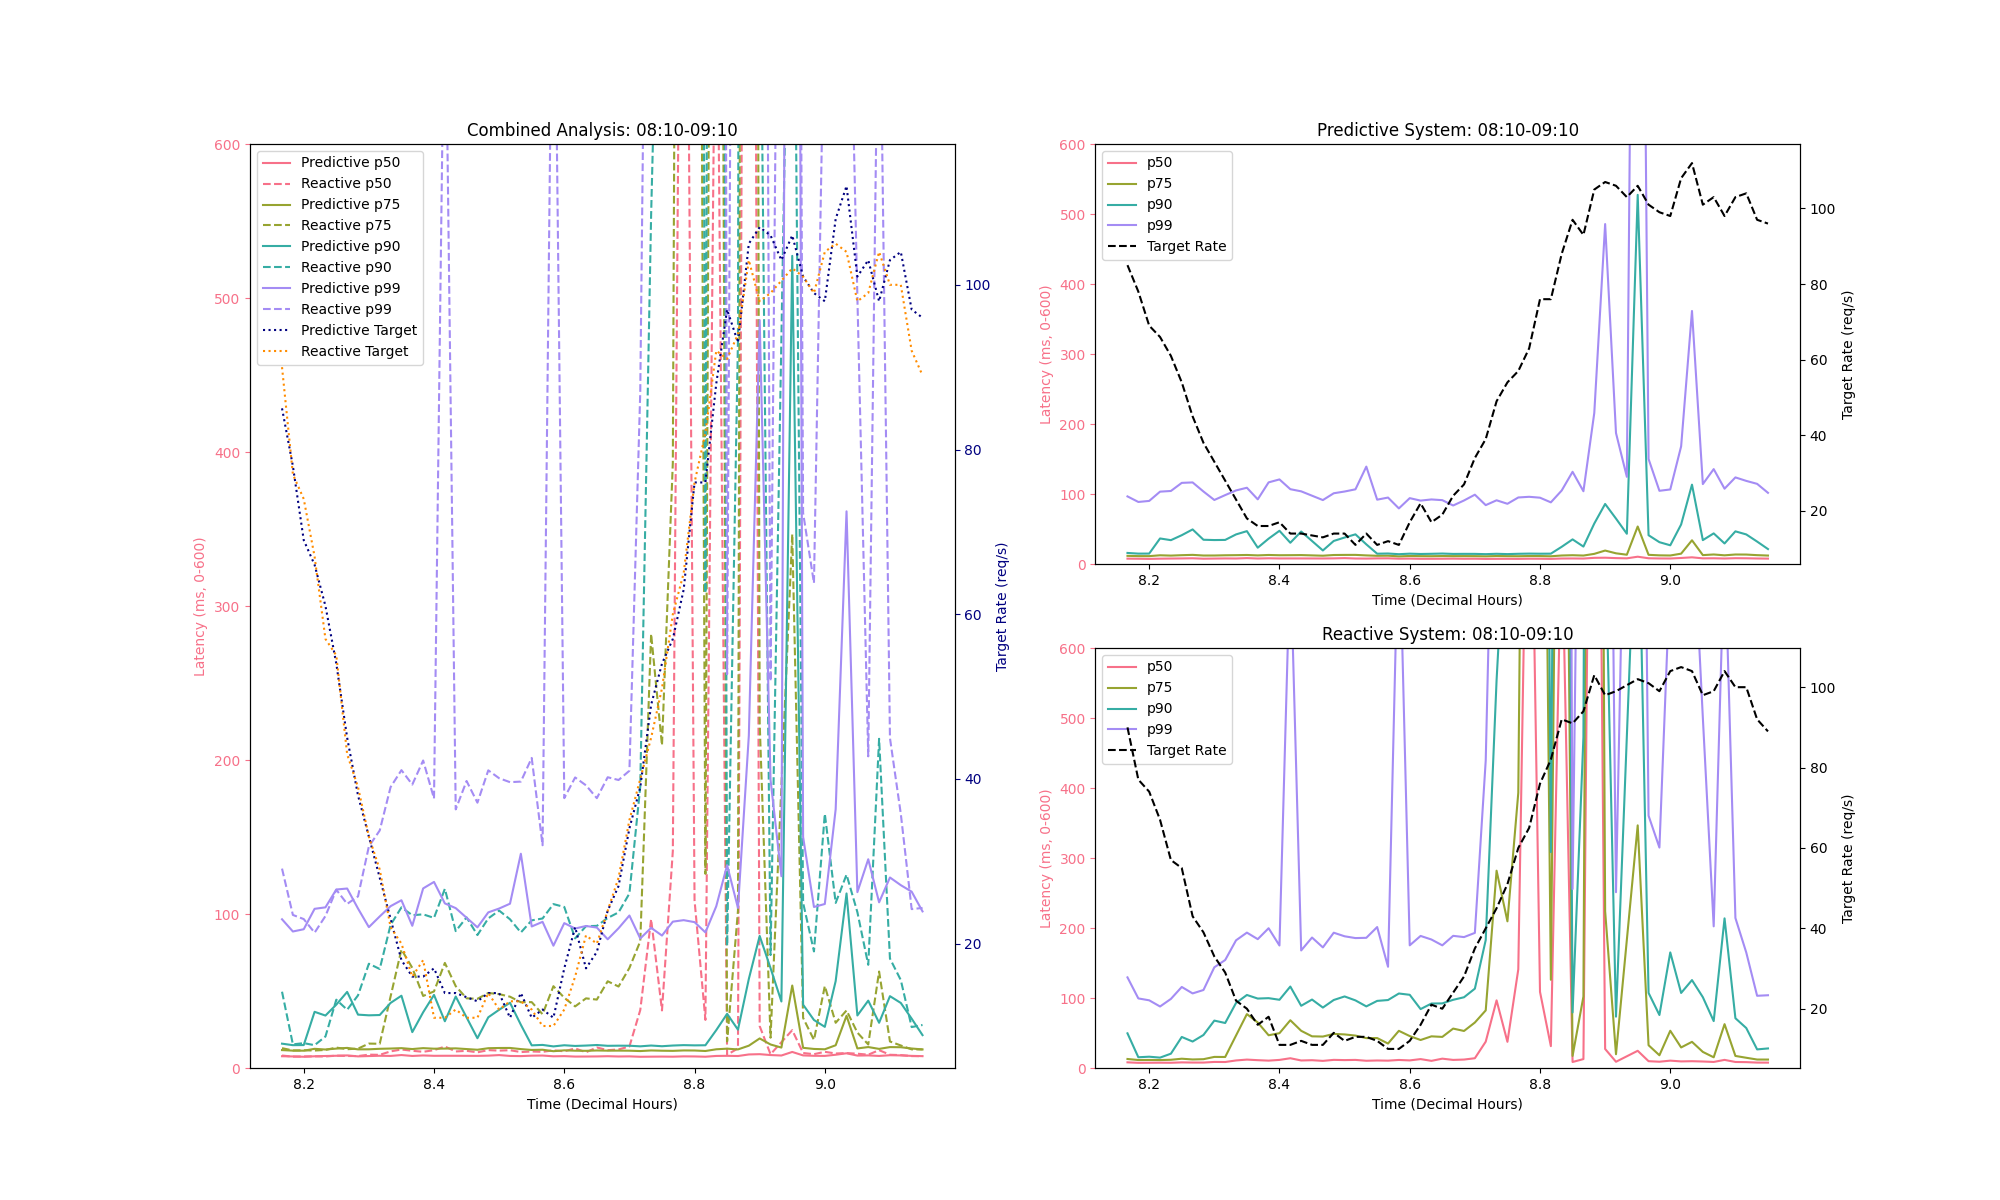 Combined Analysis: 08:10-09:10
Predictive p50
Reactive p50
Predictive p75
Reactive p75
Predictive p90
Reactive p90
Predictive p99
Reactive p99
Predictive Target
Reactive Target
600
500
400
300
200
100
0
Latency (ms, 0-600)
100
80
60
40
20
Target Rate (req/s)
8.2 8.4 8.6 8.8 9.0
Time (Decimal Hours)
Predictive System: 08:10-09:10
p50
p75
p90
p99
Target Rate
600
500
400
300
200
100
0
Latency (ms, 0-600)
100
80
60
40
20
Target Rate (req/s)
8.2 8.4 8.6 8.8 9.0
Time (Decimal Hours)
Reactive System: 08:10-09:10
p50
p75
p90
p99
Target Rate
600
500
400
300
200
100
0
Latency (ms, 0-600)
100
80
60
40
20
Target Rate (req/s)
8.2 8.4 8.6 8.8 9.0
Time (Decimal Hours)